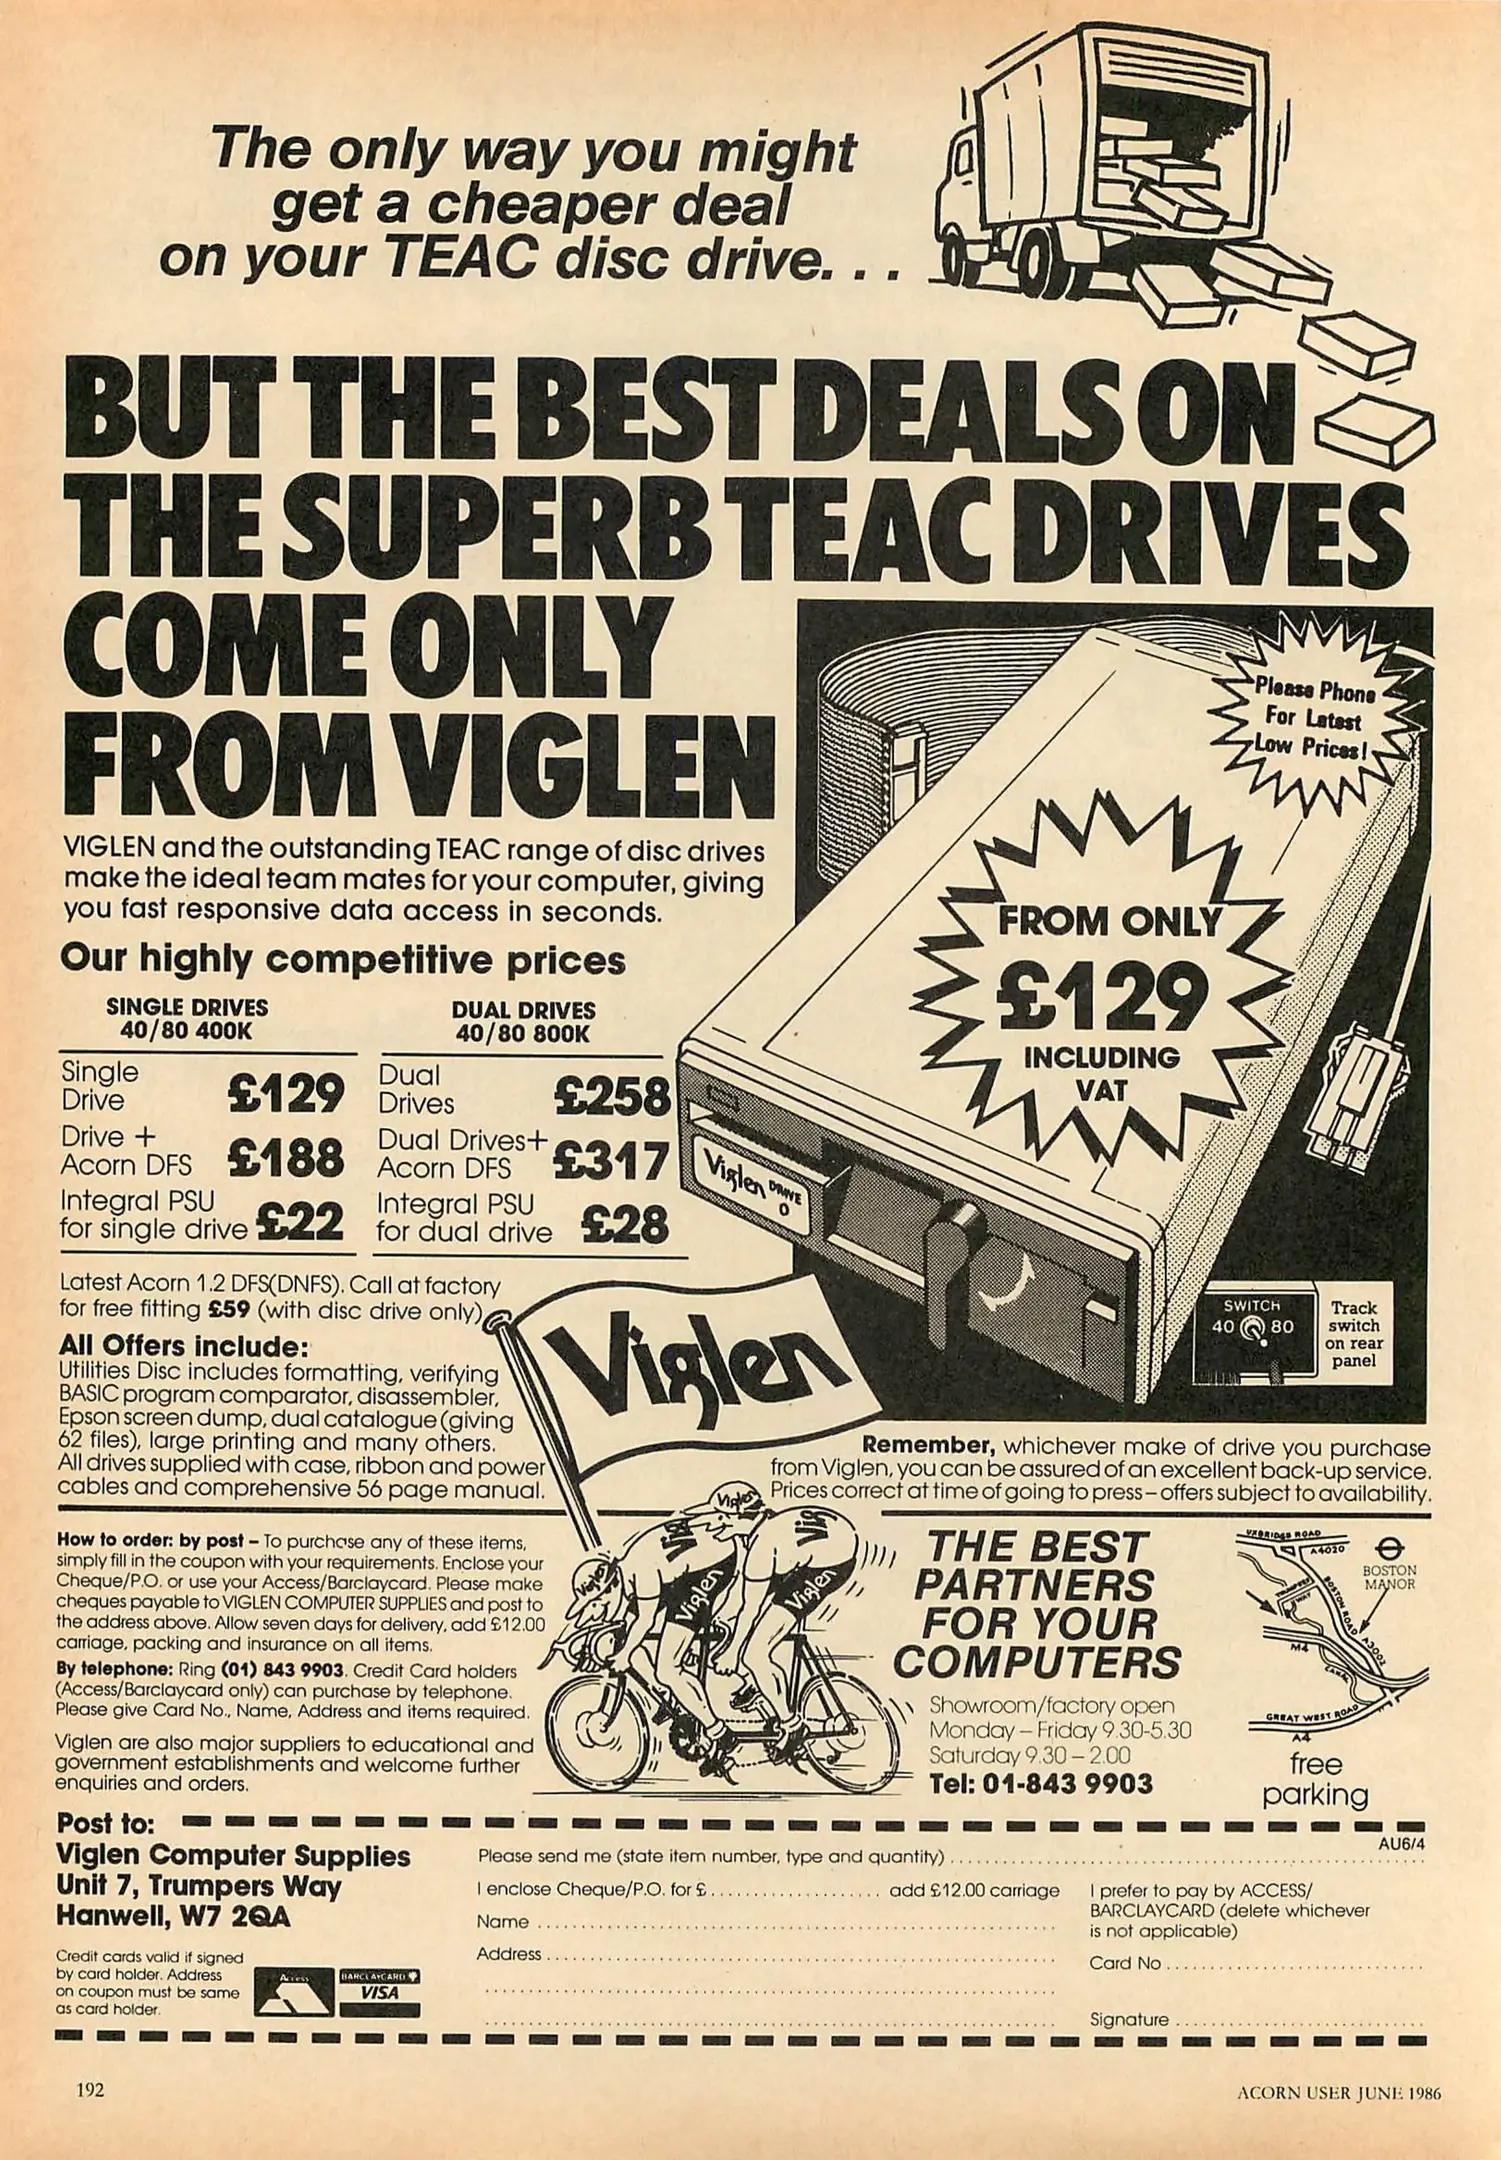 The only way you might
get a cheaper deal
on your TEAC disc drive. . .
BUT THE BEST DEALS ON
THE SUPERB TEAC DRIVES
COME ONLY
FROM VIGLEN
VIGLEN and the outstanding TEAC range of disc drives
make the ideal team mates for your computer, giving
you fast responsive data access in seconds.
Our highly competitive prices
SINGLE DRIVES
40/80 400K
Single
Drive £129
Drive +
Acorn DFS £188
Integral PSU
for single drive £22
DUAL DRIVES
40/80 800K
Dual
Drives £258
Dual Drives+
Acorn DFS £317
Integral PSU
for dual drive £28
Please Phone
For Latest
Low Prices!
FROM ONLY
£129
INCLUDING
VAT
Viglen DRIVE
0
SWITCH
40 80
Track
switch
on rear
panel
Latest Acorn 1.2 DFS(DNFS). Call at factory
for free fitting £59 (with disc drive only)
All Offers include:
Utilities Disc includes formatting, verifying
BASIC program comparator, disassembler,
Epson screen dump, dual catalogue (giving
62 files), large printing and many others.
All drives supplied with case, ribbon and power
cables and comprehensive 56 page manual.
Viglen
Remember, whichever make of drive you purchase
from Viglen, you can be assured of an excellent back-up service.
Prices correct at time of going to press – offers subject to availability.
How to order: by post – To purchase any of these items,
simply fill in the coupon with your requirements. Enclose your
Cheque/P.O. or use your Access/Barclaycard. Please make
cheques payable to VIGLEN COMPUTER SUPPLIES and post to
the address above. Allow seven days for delivery, add £12.00
carriage, packing and insurance on all items.
By telephone: Ring (01) 843 9903. Credit Card holders
(Access/Barclaycard only) can purchase by telephone.
Please give Card No., Name, Address and items required.
Viglen are also major suppliers to educational and
government establishments and welcome further
enquiries and orders.
Viglen
Vig
Vig
Viglen
Viglen
Viglen
THE BEST
PARTNERS
FOR YOUR
COMPUTERS
Showroom/factory open
Monday – Friday 9.30-5.30
Saturday 9.30 – 2.00
Tel: 01-843 9903
UXBRIDGE ROAD
A4020
BOSTON
MANOR
TRUMPERS
WAY
BOSTON ROAD A3002
M4
CANAL
GREAT WEST ROAD
A4
free
parking
Post to:
Viglen Computer Supplies
Unit 7, Trumpers Way
Hanwell, W7 2QA
Credit cards valid if signed
by card holder. Address
on coupon must be same
as card holder.
Access
BARCLAYCARD
VISA
AU6/4
Please send me (state item number, type and quantity)
I enclose Cheque/P.O. for £ add £12.00 carriage
Name
Address
I prefer to pay by ACCESS/
BARCLAYCARD (delete whichever
is not applicable)
Card No
Signature
192
ACORN USER JUNE 1986